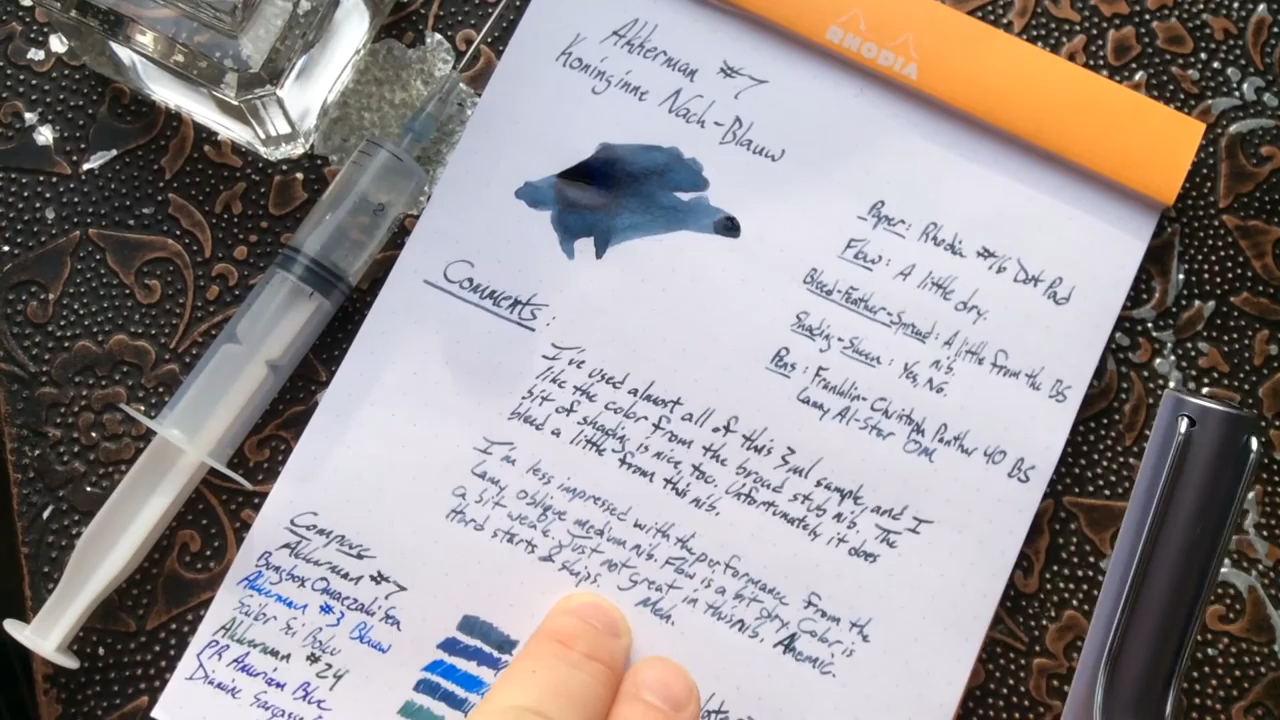 RHODIA
Akkerman #7
Koninginne Nach-Blauw
Paper: Rhodia #16 Dot Pad
Flow: A little dry.
Bleed-Feather-Spread: A little from the BS
nib.
Shading-Sheen: Yes, No.
Pens: Franklin-Christoph Panther 40 BS
Lamy Al-Star OM
Comments:
I've used almost all of this 3ml sample, and I
like the color from the broad stub nib. The
bit of shading is nice, too. Unfortunately it does
bleed a little from this nib.
I'm less impressed with the performance from the
Lamy oblique medium nib. Flow is a bit dry. Color is
a bit weak. Just not great in this nib. Anemic.
Hard starts & skips. Meh.
Compare
Akkerman #7
Bungbox Omaezaki Sea
Akkerman #3 Blauw
Sailor Sei Boku
Akkerman #24
PR American Blue
Diamine Sargasso
2
1